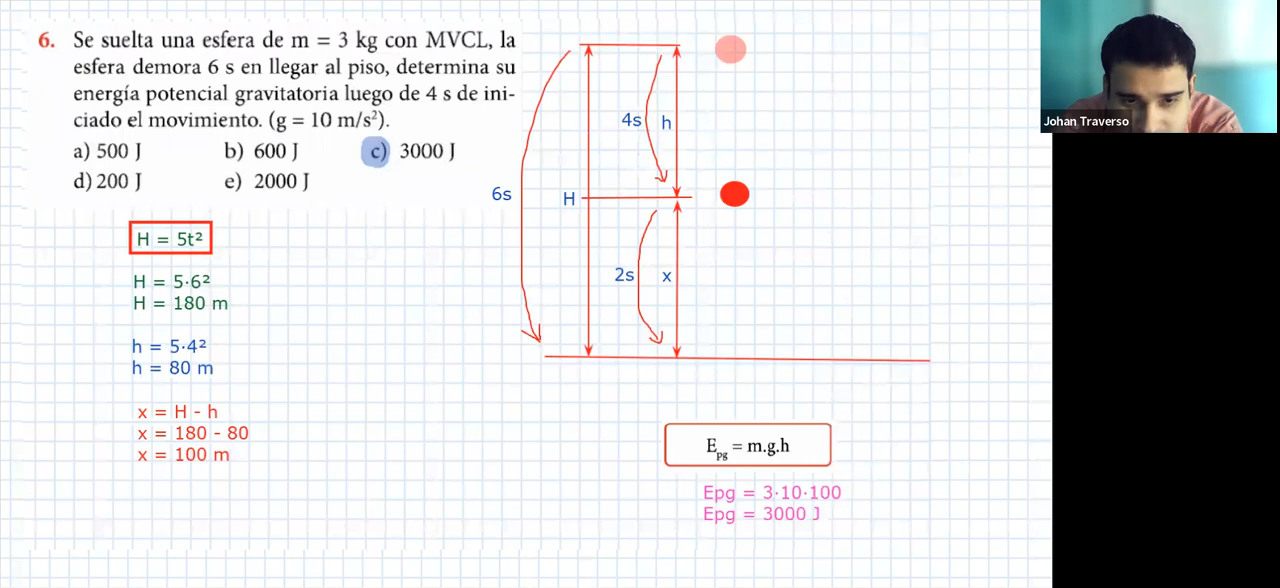 6. Se suelta una esfera de m = 3 kg con MVCL, la
esfera demora 6 s en llegar al piso, determina su
energía potencial gravitatoria luego de 4 s de ini-
ciado el movimiento. (g = 10 m/s²).
a) 500 J b) 600 J c) 3000 J
d) 200 J e) 2000 J
H = 5t²
H = 5·6²
H = 180 m
h = 5·4²
h = 80 m
x = H - h
x = 180 - 80
x = 100 m
4s h
6s H
2s x
Epg = m.g.h
Epg = 3·10·100
Epg = 3000 J
Johan Traverso